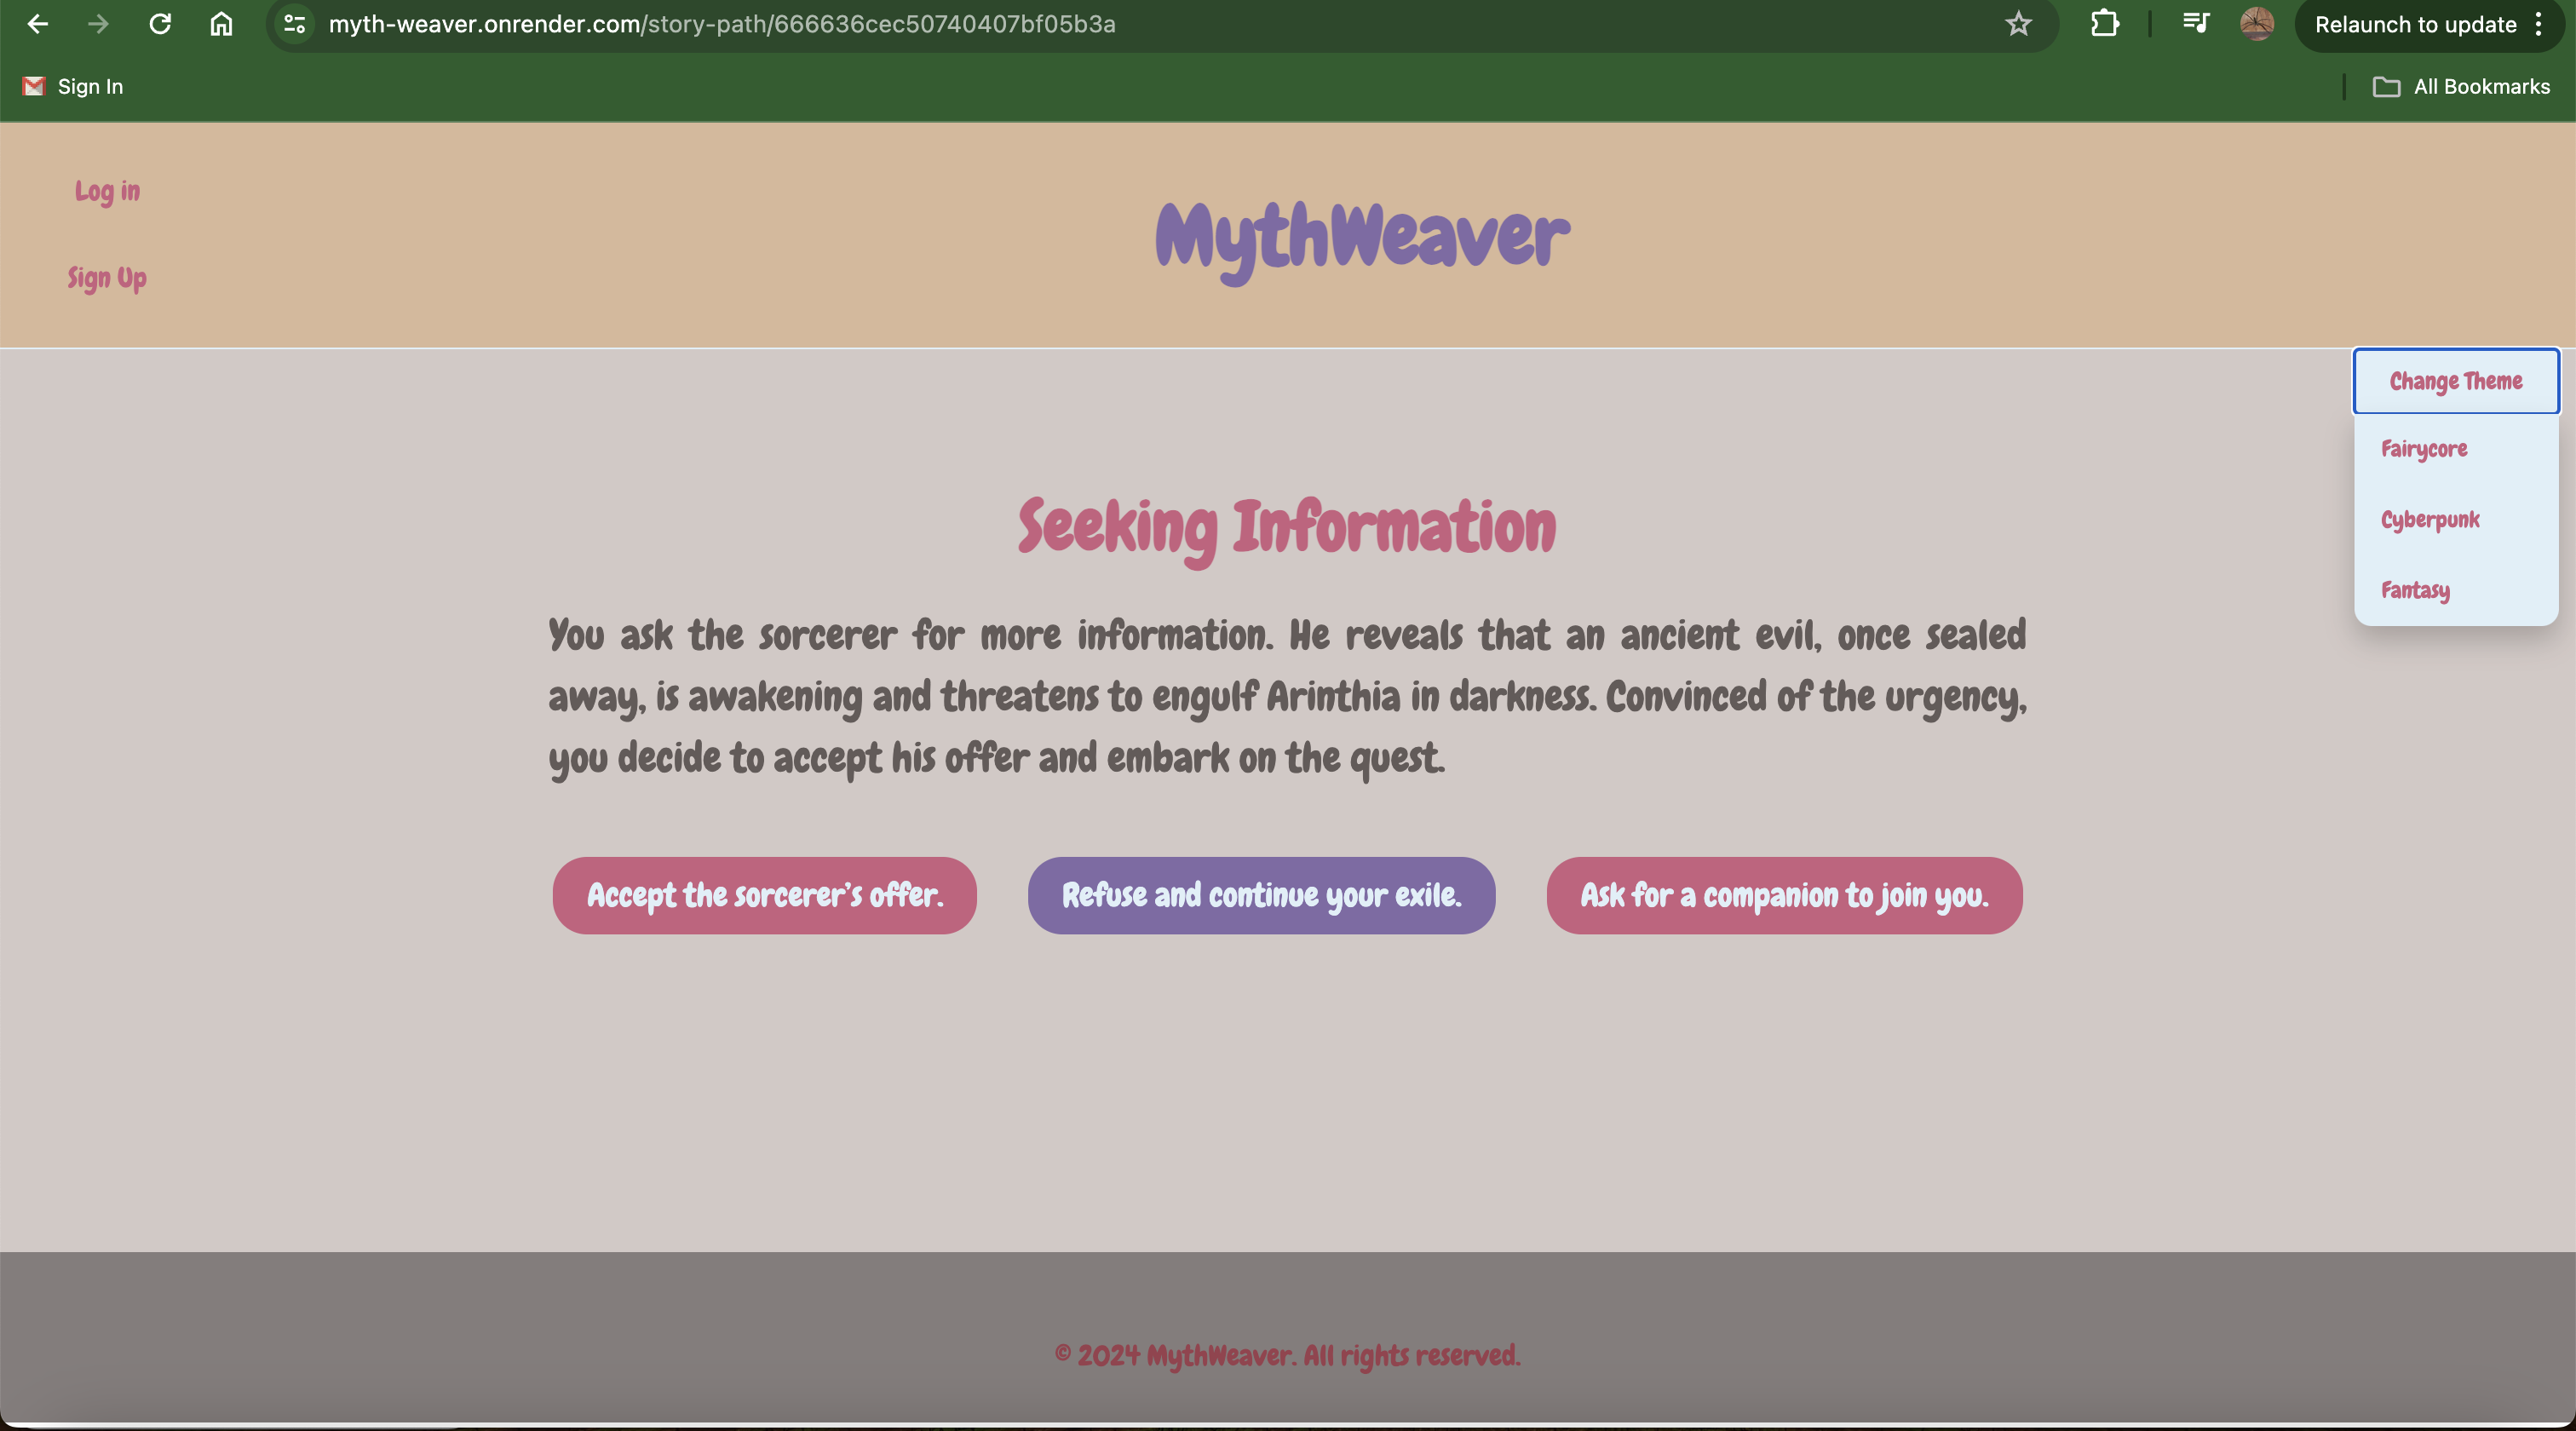 myth-weaver.onrender.com/story-path/666636cec50740407bf05b3a
Relaunch to update
Sign In
All Bookmarks
Log in
MythWeaver
Sign Up
Change Theme
Fairycore
Cyberpunk
Fantasy
Seeking Information
You ask the sorcerer for more information. He reveals that an ancient evil, once sealed
away, is awakening and threatens to engulf Arinthia in darkness. Convinced of the urgency,
you decide to accept his offer and embark on the quest.
Accept the sorcerer's offer.
Refuse and continue your exile.
Ask for a companion to join you.
© 2024 MythWeaver. All rights reserved.